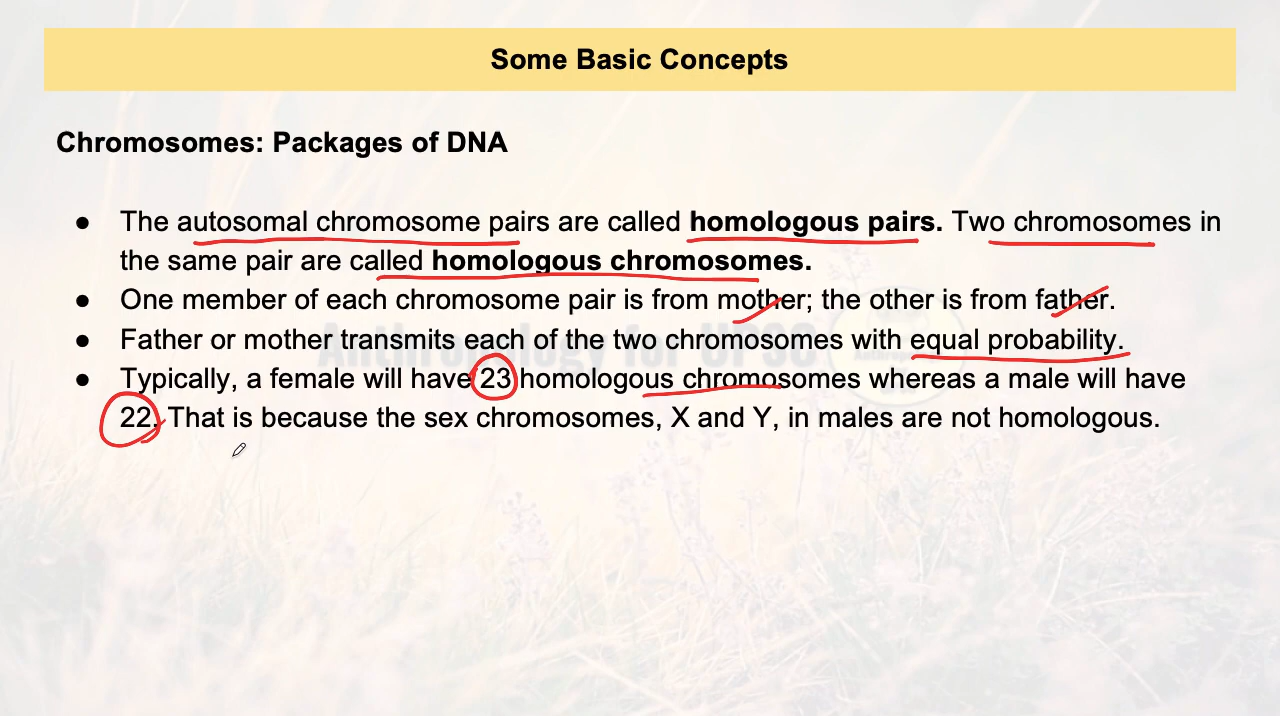 Some Basic Concepts
Chromosomes: Packages of DNA
● The autosomal chromosome pairs are called homologous pairs. Two chromosomes in
the same pair are called homologous chromosomes.
● One member of each chromosome pair is from mother; the other is from father.
● Father or mother transmits each of the two chromosomes with equal probability.
● Typically, a female will have 23 homologous chromosomes whereas a male will have
22. That is because the sex chromosomes, X and Y, in males are not homologous.
Anthropology for UPSC